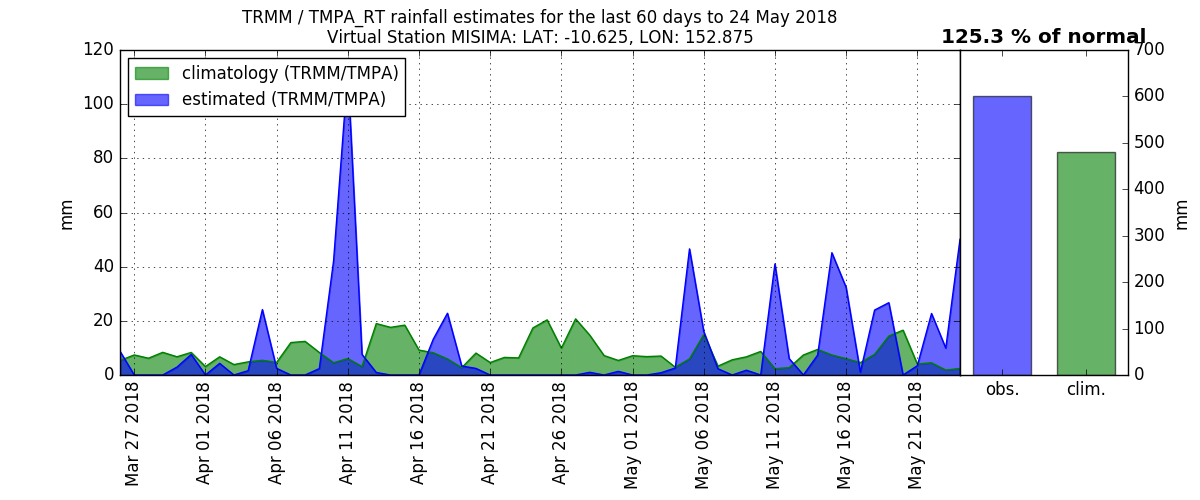 TRMM / TMPA_RT rainfall estimates for the last 60 days to 24 May 2018
Virtual Station MISIMA: LAT: -10.625, LON: 152.875
125.3 % of normal
climatology (TRMM/TMPA)
estimated (TRMM/TMPA)
120
100
80
60
40
20
0
mm
Mar 27 2018
Apr 01 2018
Apr 06 2018
Apr 11 2018
Apr 16 2018
Apr 21 2018
Apr 26 2018
May 01 2018
May 06 2018
May 11 2018
May 16 2018
May 21 2018
obs.
clim.
700
600
500
400
300
200
100
0
mm